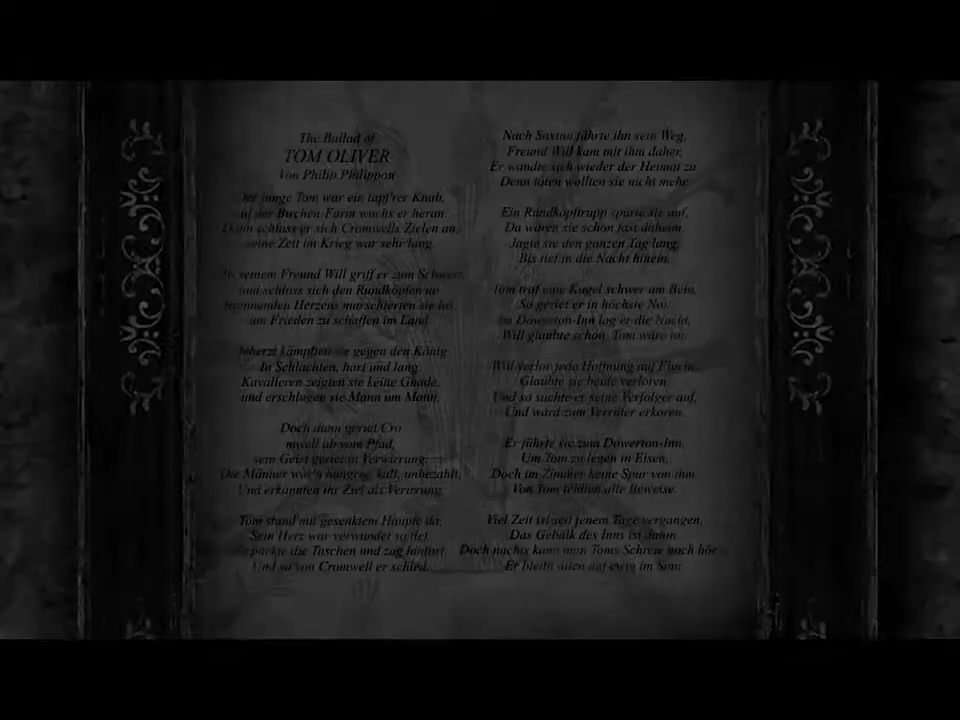 The Ballad of
TOM OLIVER
Von Philip Philippou
Der junge Tom war ein tapf'rer Knab,
auf der Buchen-Farm wuchs er heran.
Dann schloss er sich Cromwells Zielen an,
seine Zeit im Krieg war sehr lang.
seinem Freund Will griff er zum Schwert,
und schloss sich den Rundköpfen an
Brennenden Herzens marschierten sie los,
um Frieden zu schaffen im Land.
Beherzt kämpften sie gegen den König
In Schlachten, hart und lang.
Kavalieren zeigten sie keine Gnade,
und erschlugen sie Mann um Mann.
Doch dann geriet Cro
mwell ab vom Pfad,
sein Geist geriet in Verwirrung.
Die Männer war'n hungrig, kalt, unbezahlt,
Und erkannten ihr Ziel als Verirrung.
Tom stand mit gesenktem Haupte da,
Sein Herz war verwundet so tief.
packte die Taschen und zog hinfort,
Und so von Cromwell er schied.
Nach Saxton führte ihn sein Weg,
Freund Will kam mit ihm daher,
Er wandte sich wieder der Heimat zu
Denn töten wollten sie nicht mehr.
Ein Rundkopftrupp spürte sie auf,
Da waren sie schon fast daheim.
Jagte sie den ganzen Tag lang,
Bis tief in die Nacht hinein.
Tom traf eine Kugel schwer am Bein,
So geriet er in höchste Not.
Im Dowerton-Inn lag er die Nacht,
Will glaubte schon, Tom wäre tot.
Will verlor jede Hoffnung auf Flucht,
Glaubte sie beide verloren
Und so suchte er seine Verfolger auf,
Und ward zum Verräter erkoren.
Er führte sie zum Dowerton-Inn,
Um Tom zu legen in Eisen,
Doch im Zimmer keine Spur von ihm
Von Tom fehlten alle Beweise.
Viel Zeit ist seit jenem Tage vergangen,
Das Gebälk des Inns ist dahin
Doch nachts kann man Toms Schreie noch hör
Er bleibt allen auf ewig im Sinn.